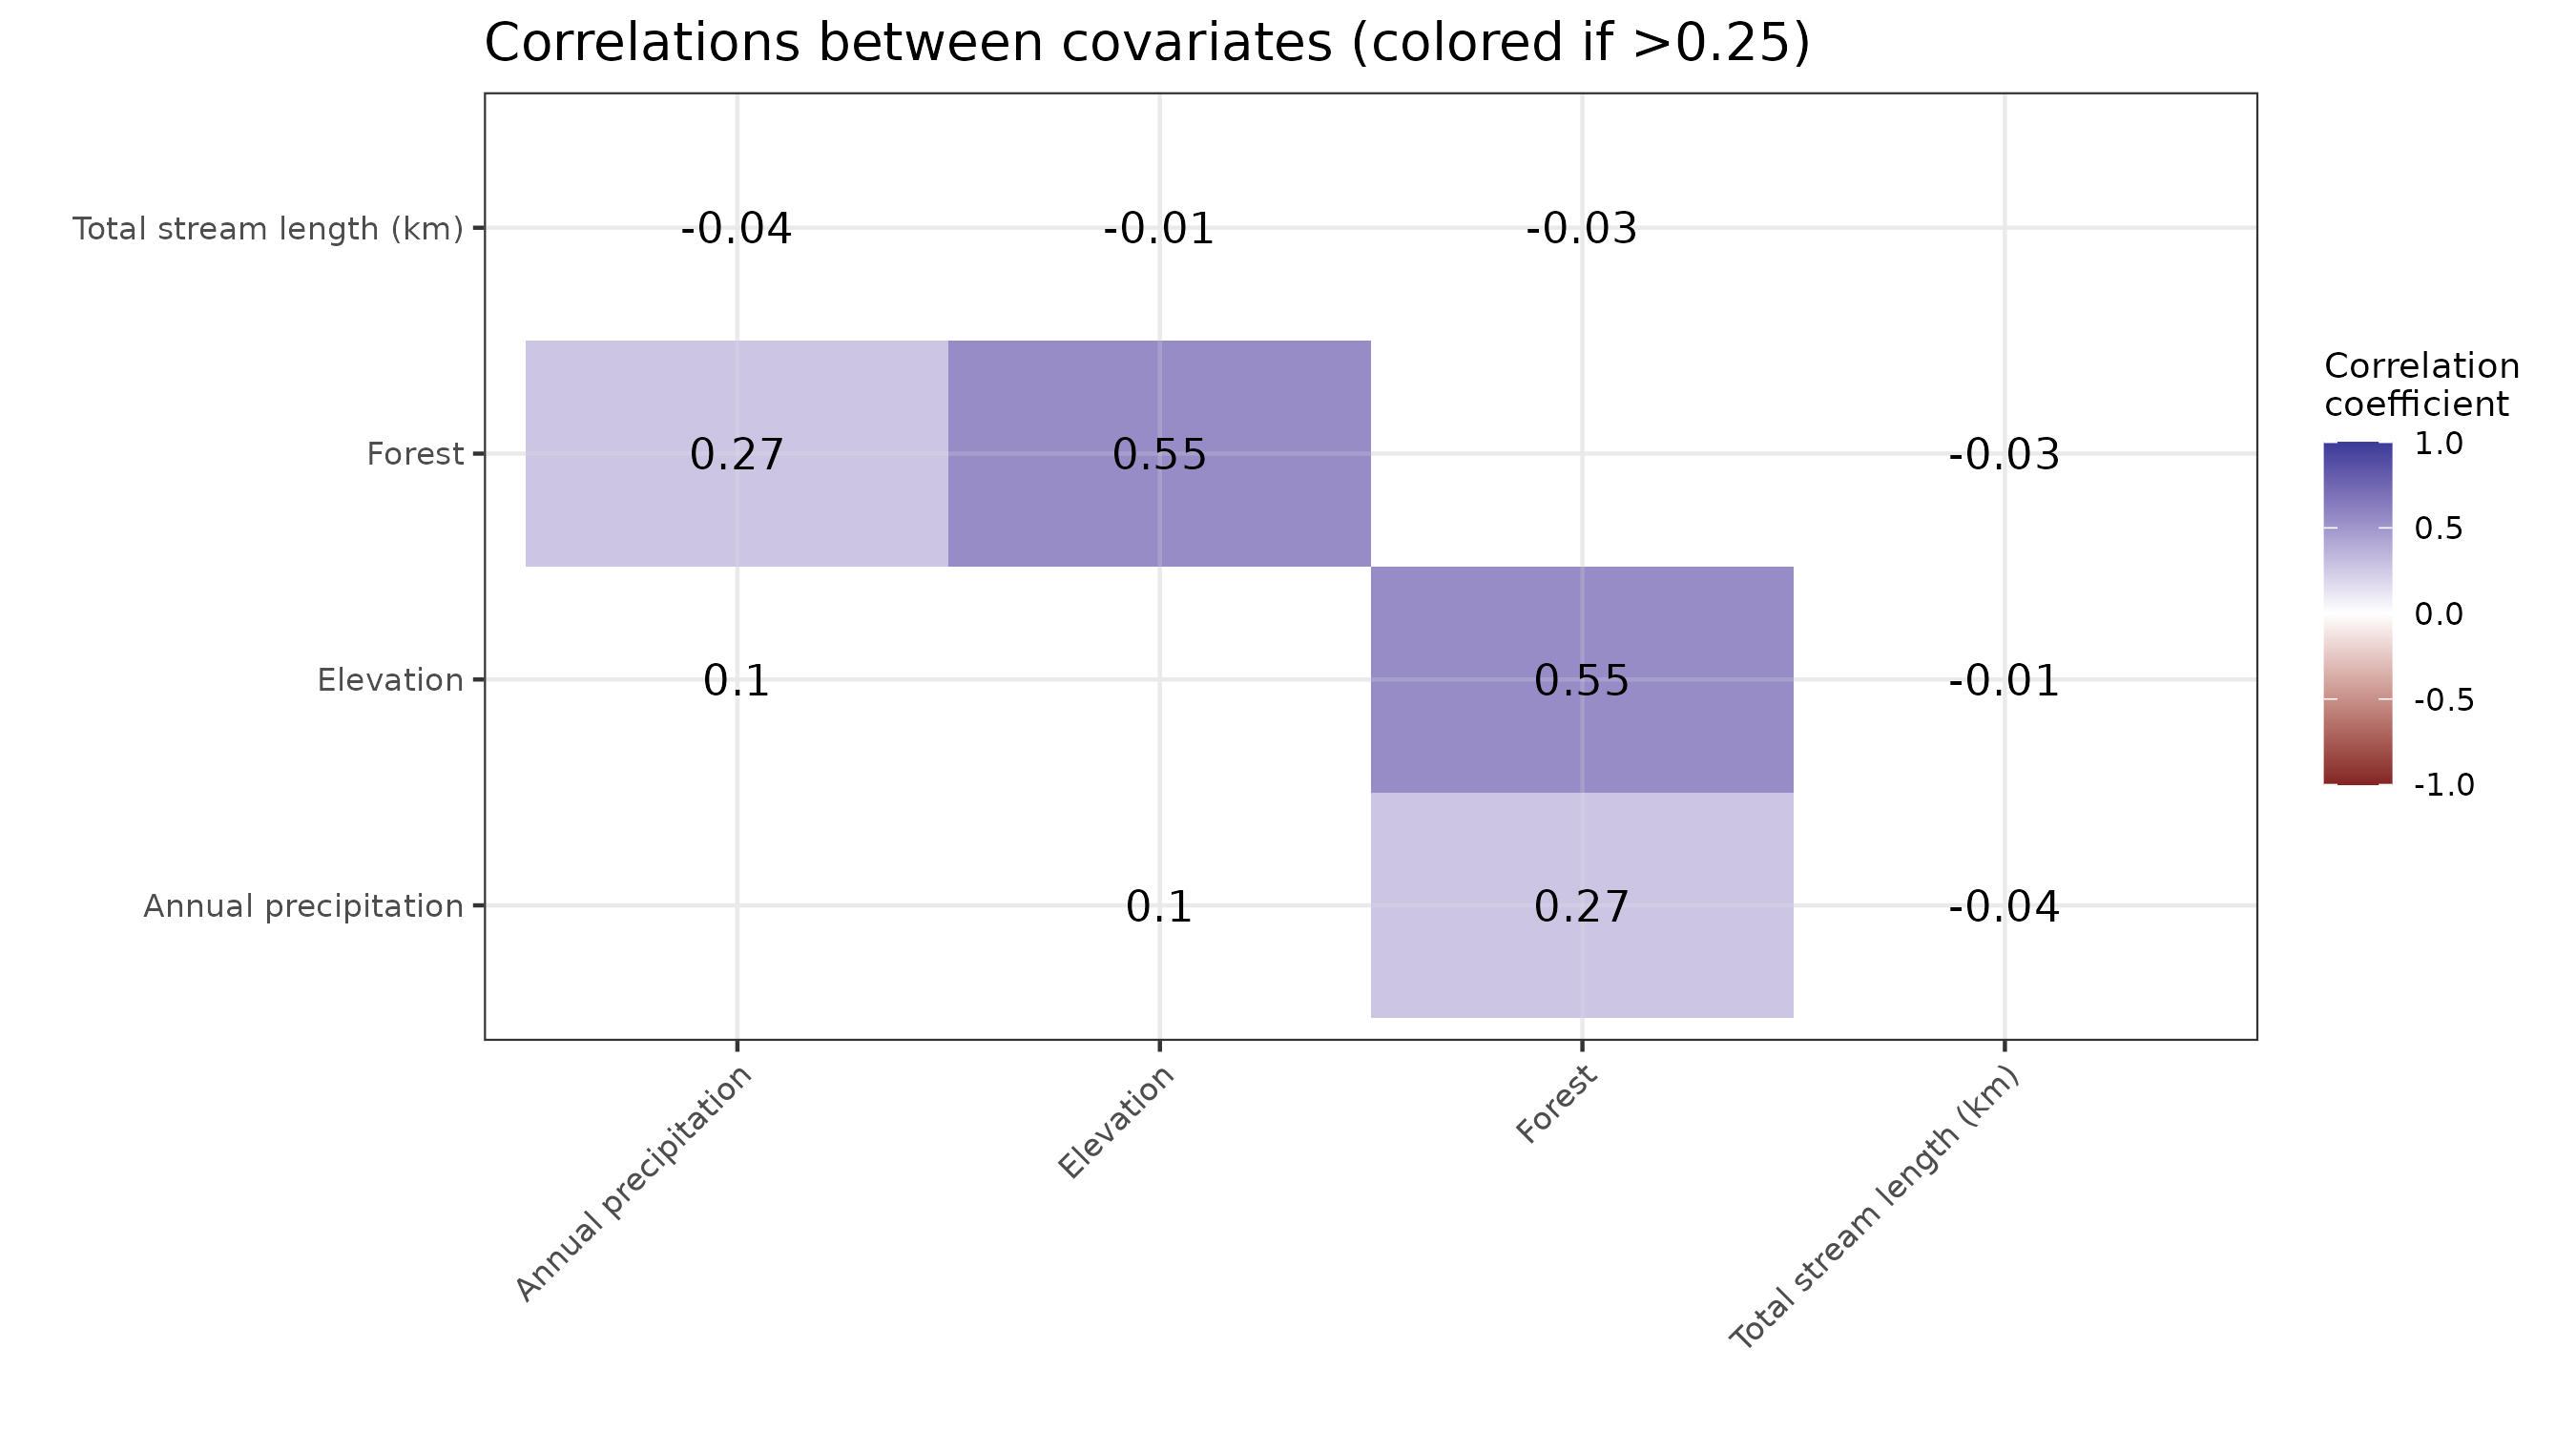 Correlations between covariates (colored if >0.25)
Total stream length (km)
-0.04
-0.01
-0.03
Forest
0.27
0.55
-0.03
Elevation
0.1
0.55
-0.01
Annual precipitation
0.1
0.27
-0.04
Annual precipitation
Elevation
Forest
Total stream length (km)
Correlation
coefficient
1.0
0.5
0.0
-0.5
-1.0